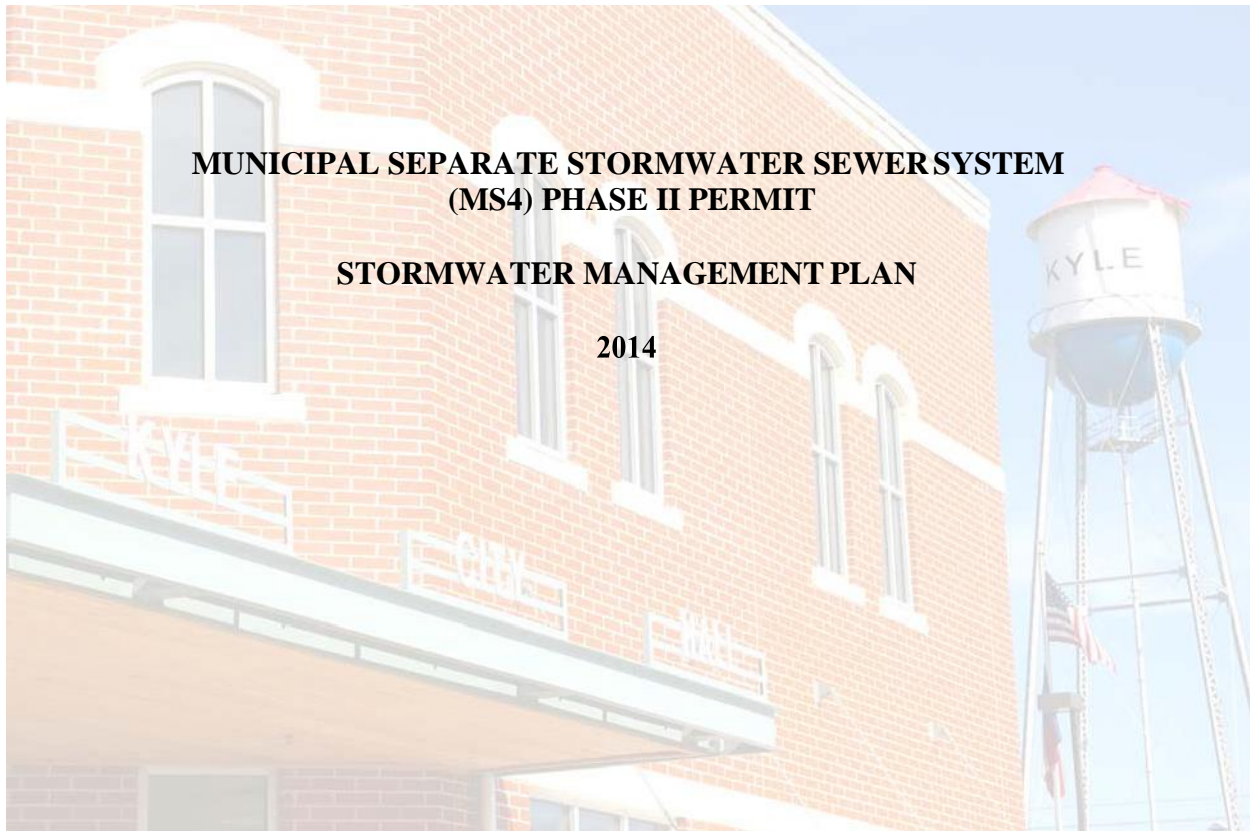 MUNICIPAL SEPARATE STORMWATER SEWER SYSTEM
(MS4) PHASE II PERMIT
STORMWATER MANAGEMENT PLAN
2014
KYLE
KYLE
CITY
HALL